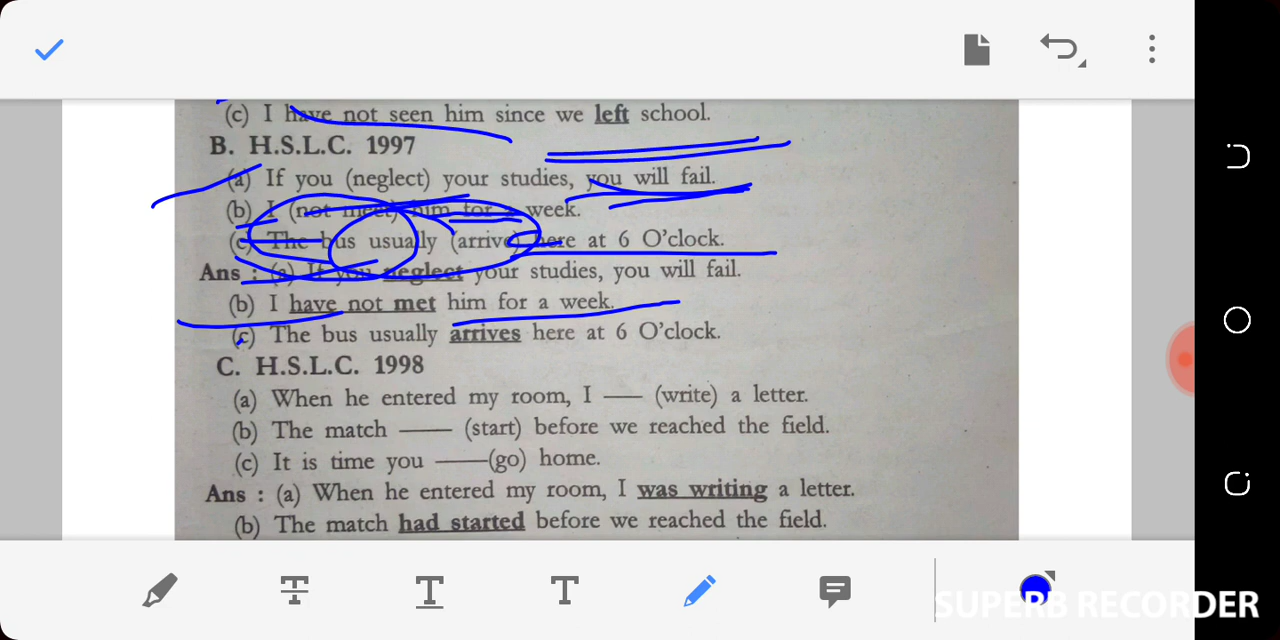 (c) I have not seen him since we left school.
B. H.S.L.C. 1997
(a) If you (neglect) your studies, you will fail.
(b) I (not meet) him for a week.
(c) The bus usually (arrive) here at 6 O'clock.
Ans : (a) If you neglect your studies, you will fail.
(b) I have not met him for a week.
(c) The bus usually arrives here at 6 O'clock.
C. H.S.L.C. 1998
(a) When he entered my room, I —— (write) a letter.
(b) The match —— (start) before we reached the field.
(c) It is time you ——(go) home.
Ans : (a) When he entered my room, I was writing a letter.
(b) The match had started before we reached the field.
T T T
SUPERB RECORDER